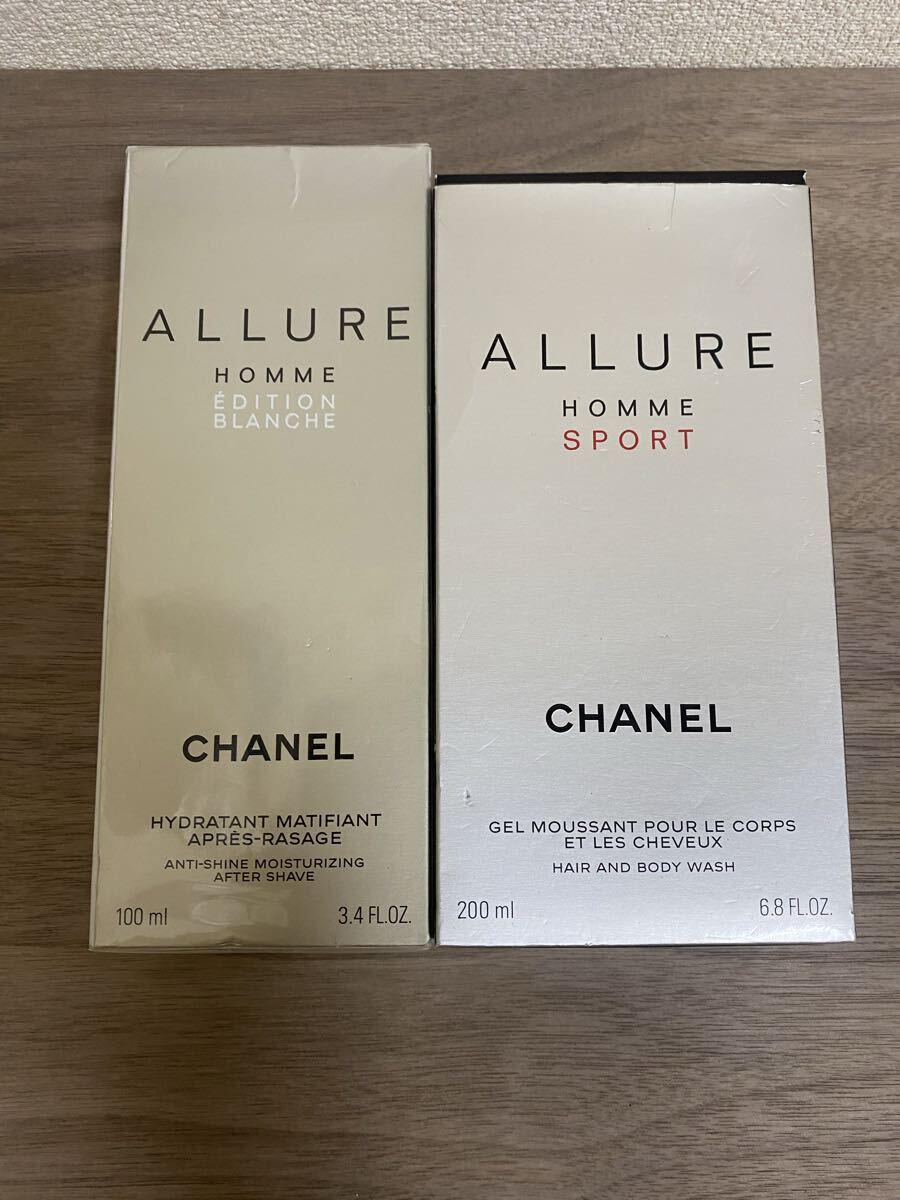 ALLURE
HOMME
ÉDITION
BLANCHE
CHANEL
HYDRATANT MATIFIANT
APRÈS-RASAGE
ANTI-SHINE MOISTURIZING
AFTER SHAVE
100 ml 3.4 FL.OZ.
ALLURE
HOMME
SPORT
CHANEL
GEL MOUSSANT POUR LE CORPS
ET LES CHEVEUX
HAIR AND BODY WASH
200 ml 6.8 FL.OZ.